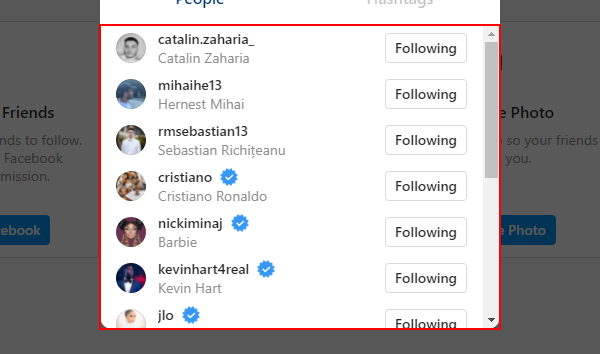 People
Hashtags
catalin.zaharia_
Catalin Zaharia
Following
mihaihe13
Hernest Mihai
Following
rmsebastian13
Sebastian Richițeanu
Following
cristiano
Cristiano Ronaldo
Following
nickiminaj
Barbie
Following
kevinhart4real
Kevin Hart
Following
jlo
Following
Friends
nds to follow.
Facebook
mission.
ebook
e Photo
o so your friends
you.
e Photo